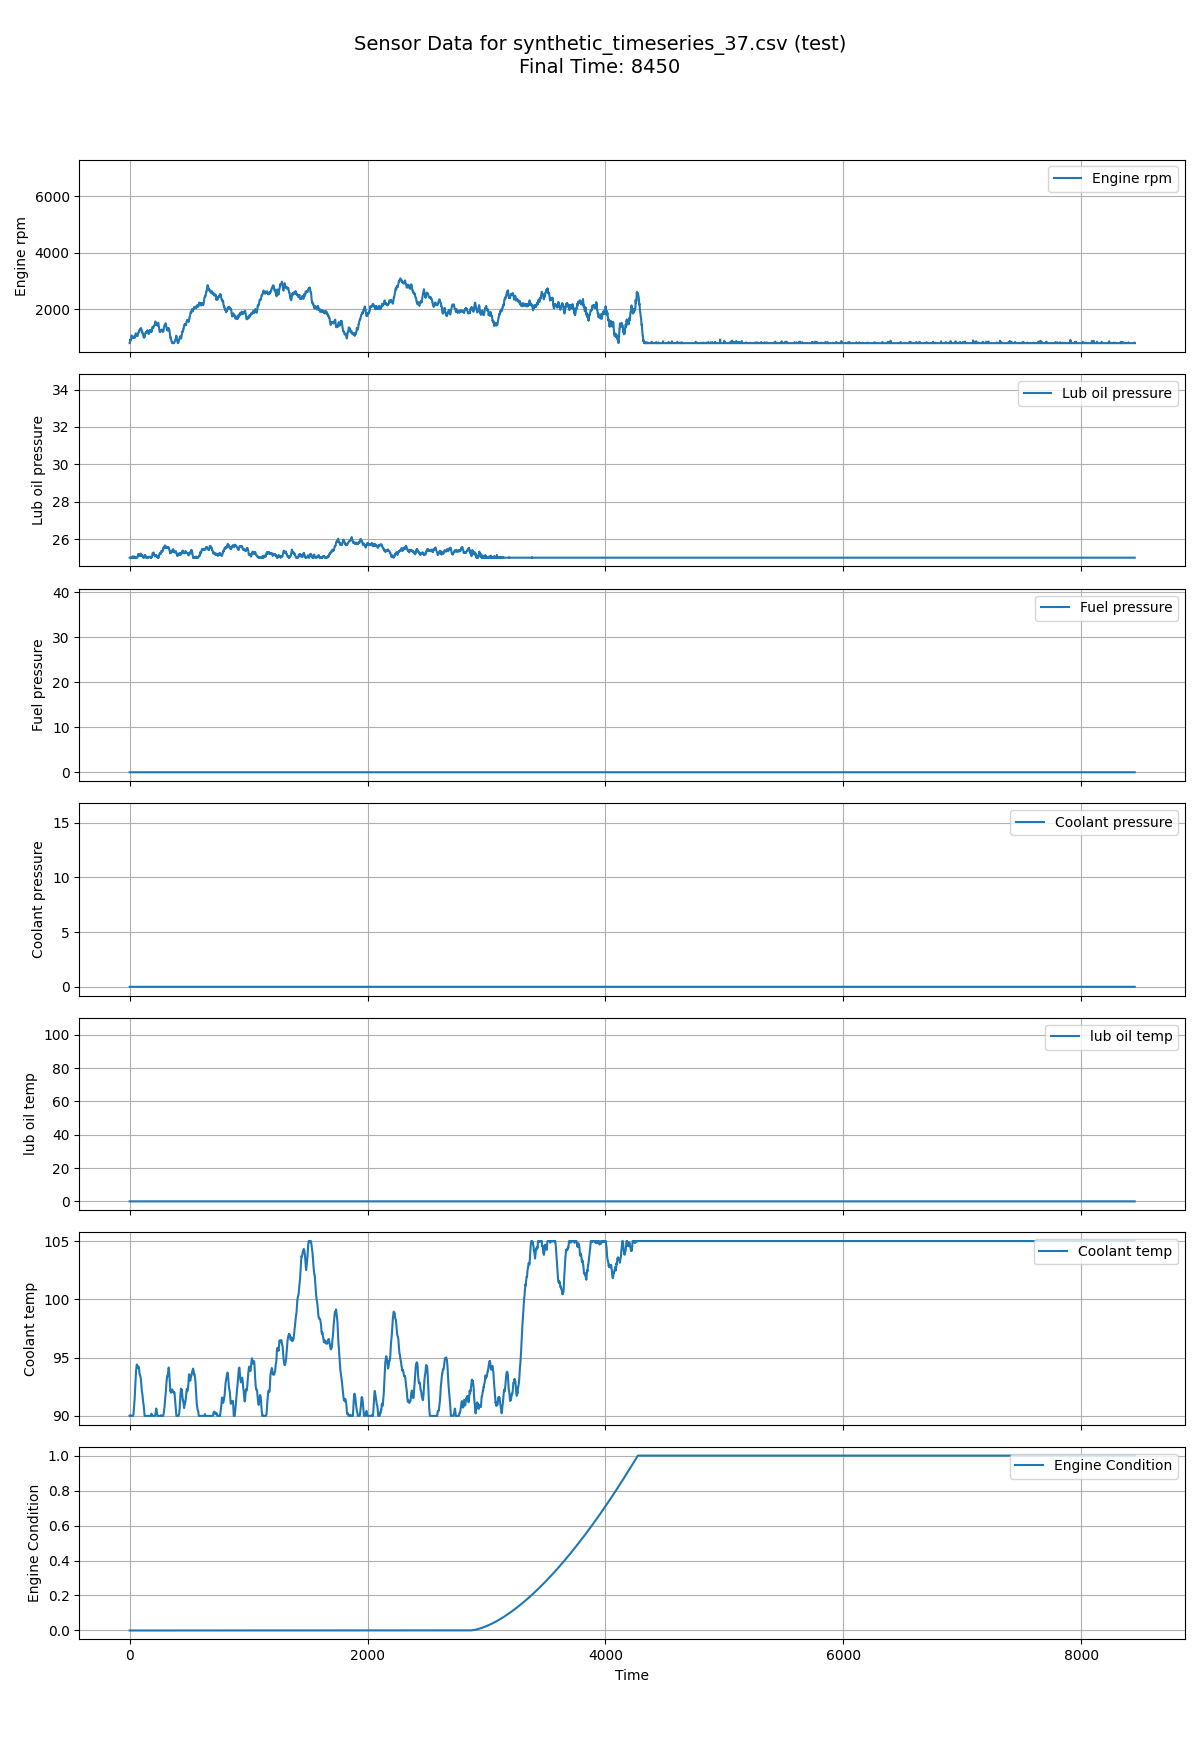 Sensor Data for synthetic_timeseries_37.csv (test)
Final Time: 8450
Engine rpm
6000
4000
2000
Engine rpm
Lub oil pressure
34
32
30
28
26
Lub oil pressure
Fuel pressure
40
30
20
10
0
Fuel pressure
Coolant pressure
15
10
5
0
Coolant pressure
lub oil temp
100
80
60
40
20
0
lub oil temp
Coolant temp
105
100
95
90
Coolant temp
Engine Condition
1.0
0.8
0.6
0.4
0.2
0.0
Engine Condition
0 2000 4000 6000 8000
Time